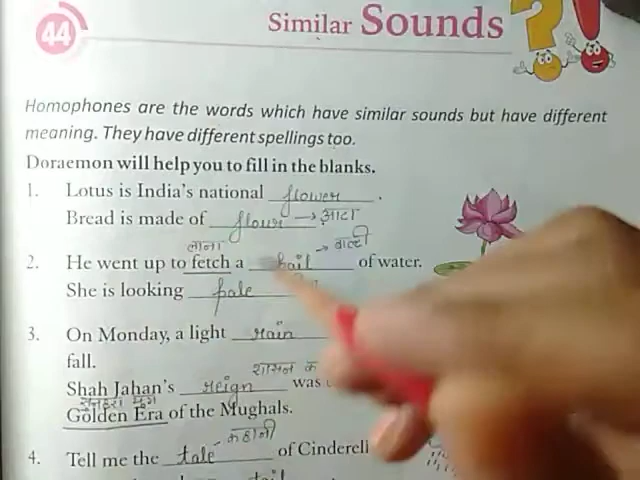 44
Similar Sounds
Homophones are the words which have similar sounds but have different
meaning. They have different spellings too.
Doraemon will help you to fill in the blanks.
1. Lotus is India's national flower .
Bread is made of flour → आटा
लाना → बाल्टी
2. He went up to fetch a pail of water.
She is looking pale
3. On Monday, a light rain
fall.
शासन क
Shah Jahan's reign was
सुनहरा युग
Golden Era of the Mughals.
कहानी
4. Tell me the tale of Cinderell
tail